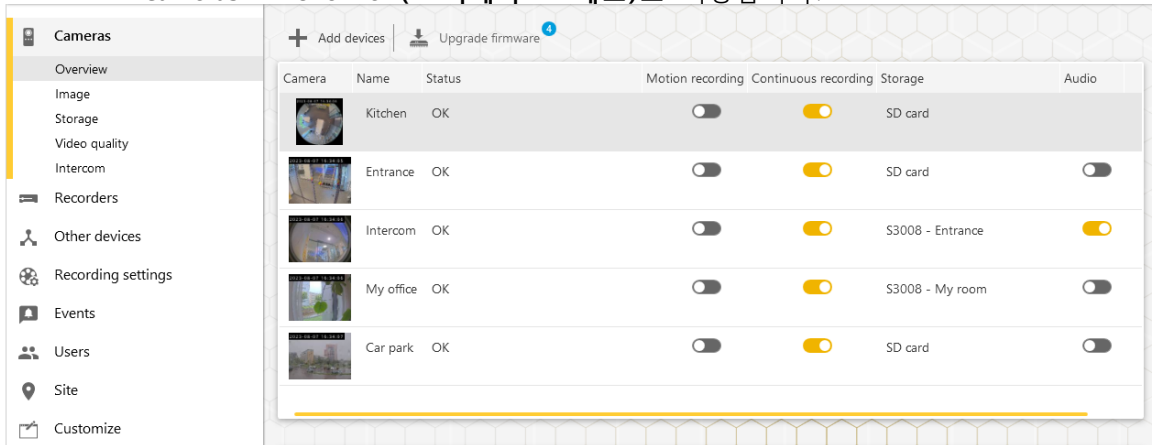 Cameras
Overview
Image
Storage
Video quality
Intercom
Recorders
Other devices
Recording settings
Events
Users
Site
Customize
Add devices
Upgrade firmware 4
Camera Name Status Motion recording Continuous recording Storage Audio
Kitchen OK SD card
Entrance OK SD card
Intercom OK S3008 - Entrance
My office OK S3008 - My room
Car park OK SD card